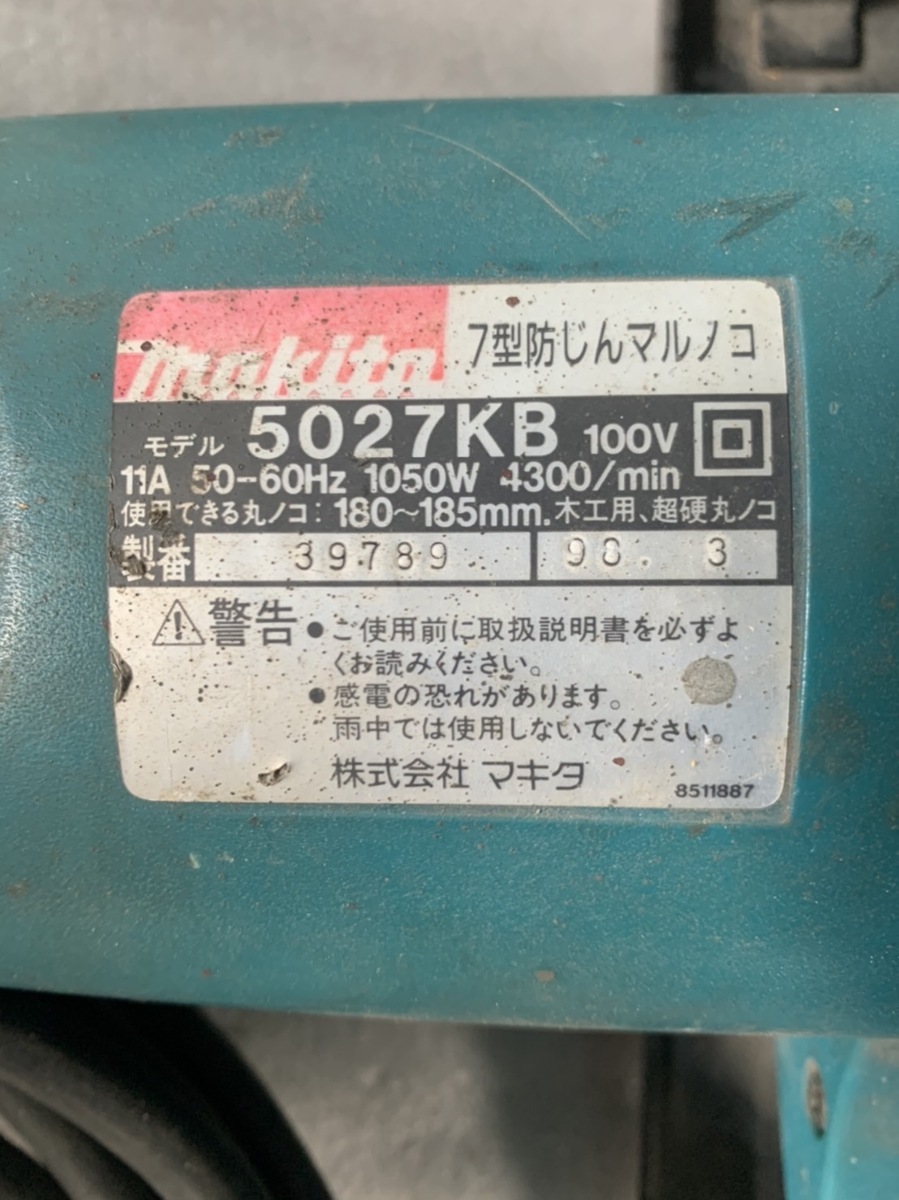 makita
7型防じんマルノコ
モデル 5027KB 100V
11A 50-60Hz 1050W 4300/min
使用できる丸ノコ:180~185mm.木工用、超硬丸ノコ
製番 39789 98. 3
警告 ●ご使用前に取扱説明書を必ずよ
くお読みください。
●感電の恐れがあります。
雨中では使用しないでください。
株式会社 マキタ
8511887